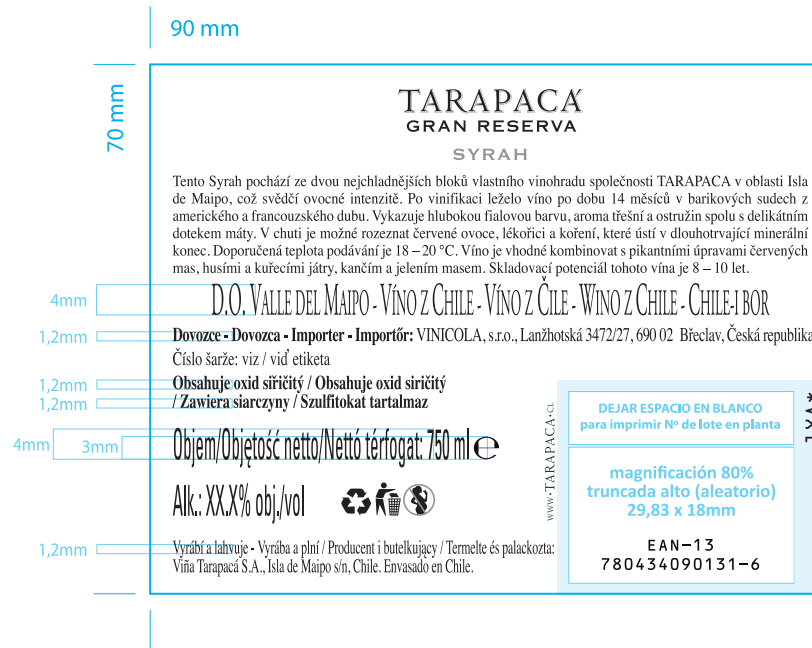 90 mm
70 mm
TARAPACÁ
GRAN RESERVA
SYRAH
Tento Syrah pochází ze dvou nejchladnějších bloků vlastního vinohradu společnosti TARAPACA v oblasti Isla
de Maipo, což svědčí ovocné intenzitě. Po vinifikaci leželo víno po dobu 14 měsíců v barikových sudech z
amerického a francouzského dubu. Vykazuje hlubokou fialovou barvu, aroma třešní a ostružin spolu s delikátním
dotekem máty. V chuti je možné rozeznat červené ovoce, lékořici a koření, které ústí v dlouhotrvající minerální
konec. Doporučená teplota podávání je 18 – 20 °C. Víno je vhodné kombinovat s pikantními úpravami červených
mas, husími a kuřecími játry, kančím a jelením masem. Skladovací potenciál tohoto vína je 8 – 10 let.
4mm
D.O. VALLE DEL MAIPO - VÍNO Z CHILE - VÍNO Z ČILE - WINO Z CHILE - CHILE-I BOR
1,2mm
Dovozce - Dovozca - Importer - Importőr: VINICOLA, s.r.o., Lanžhotská 3472/27, 690 02 Břeclav, Česká republika
Číslo šarže: viz / viď etiketa
1,2mm
Obsahuje oxid siřičitý / Obsahuje oxid siričitý
1,2mm
/ Zawiera siarczyny / Szulfitokat tartalmaz
4mm
3mm
Objem/Objętość netto/Nettó térfogat: 750 ml ℮
Alk.: XX.X% obj./vol
1,2mm
Vyrábí a lahvuje - Vyrába a plní / Producent i butelkujący / Termelte és palackozta:
Viña Tarapacá S.A., Isla de Maipo s/n, Chile. Envasado en Chile.
WWW.TARAPACA.CL
DEJAR ESPACIO EN BLANCO
para imprimir Nº de lote en planta
magnificación 80%
truncada alto (aleatorio)
29,83 x 18mm
EAN-13
780434090131-6